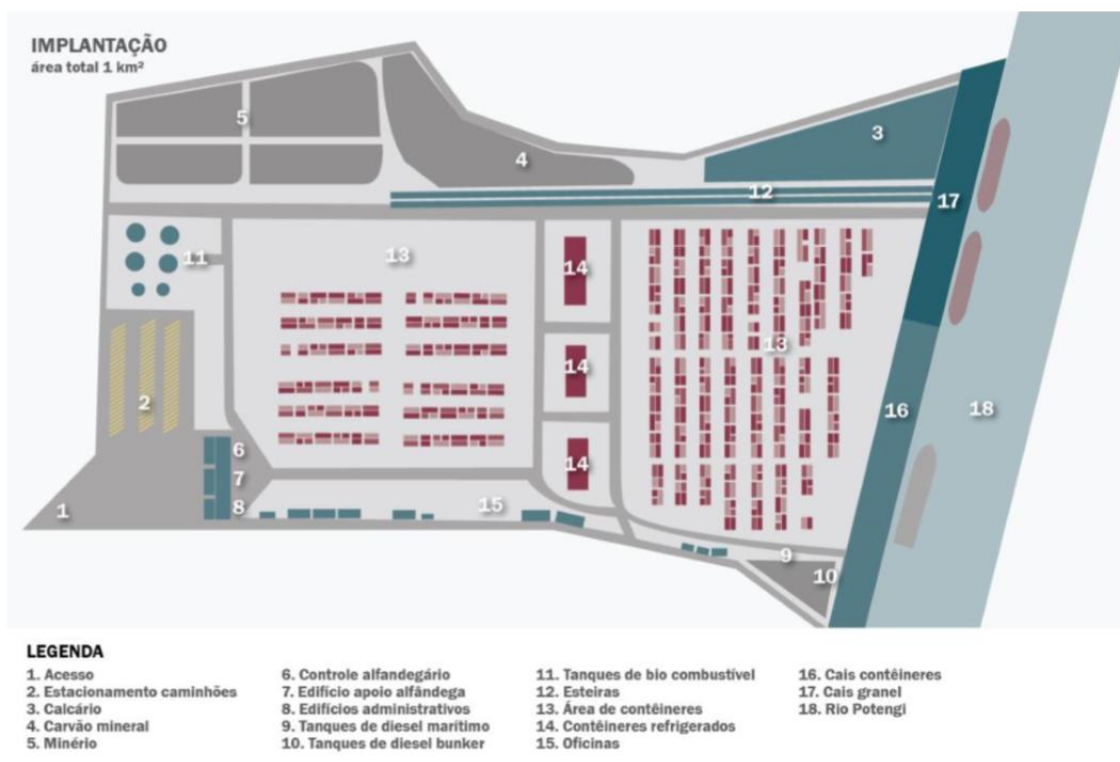 IMPLANTAÇÃO
área total 1 km²
5
4
3
12
17
11
13
14
13
14
2
16
18
6
14
7
15
8
1
9
10
LEGENDA
1. Acesso
2. Estacionamento caminhões
3. Calcário
4. Carvão mineral
5. Minério
6. Controle alfandegário
7. Edifício apoio alfândega
8. Edifícios administrativos
9. Tanques de diesel marítimo
10. Tanques de diesel bunker
11. Tanques de bio combustível
12. Esteiras
13. Área de contêineres
14. Contêineres refrigerados
15. Oficinas
16. Cais contêineres
17. Cais granel
18. Rio Potengi